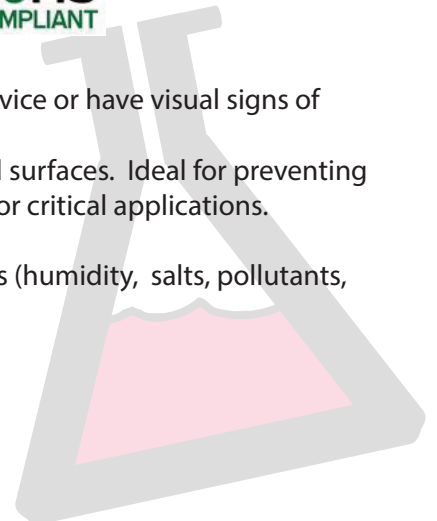 MPLIANT
vice or have visual signs of
l surfaces.  Ideal for preventing
or critical applications.
s (humidity,  salts, pollutants,